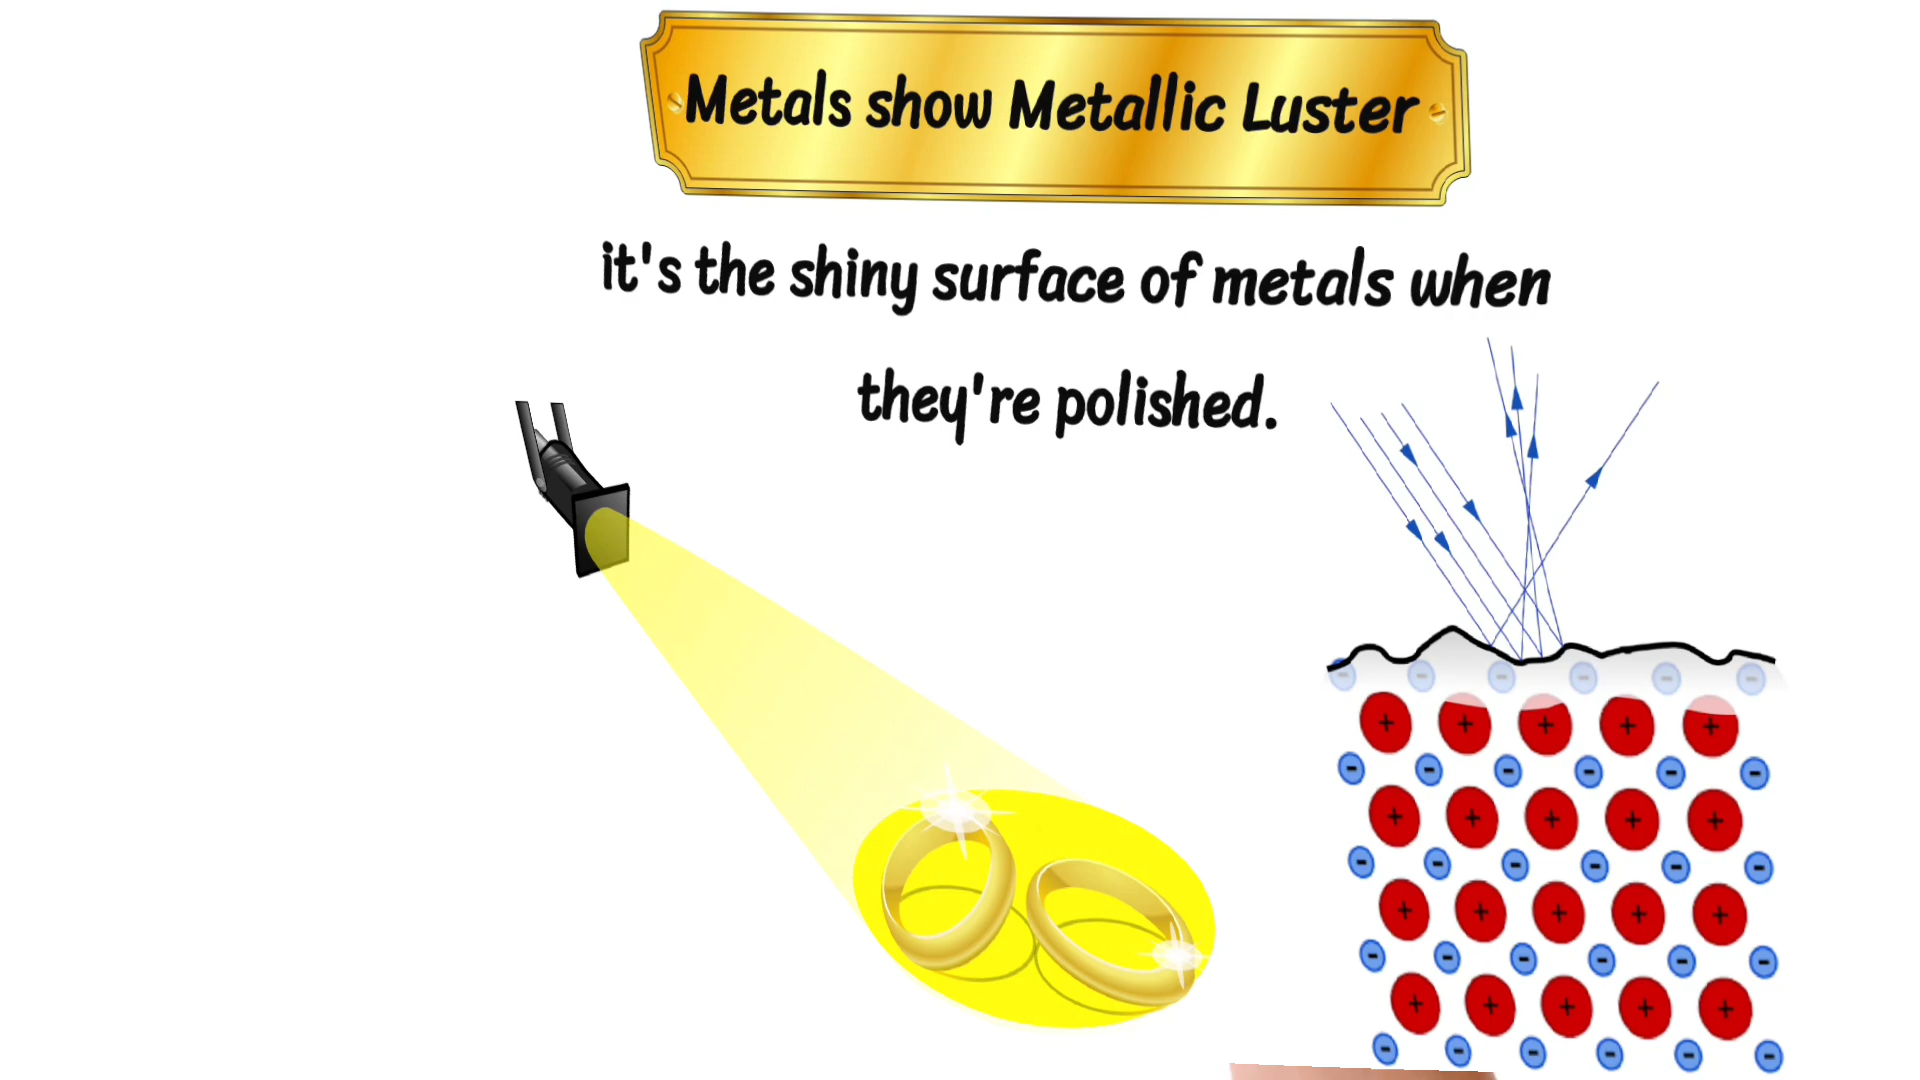 Metals show Metallic Luster
it's the shiny surface of metals when
they're polished.